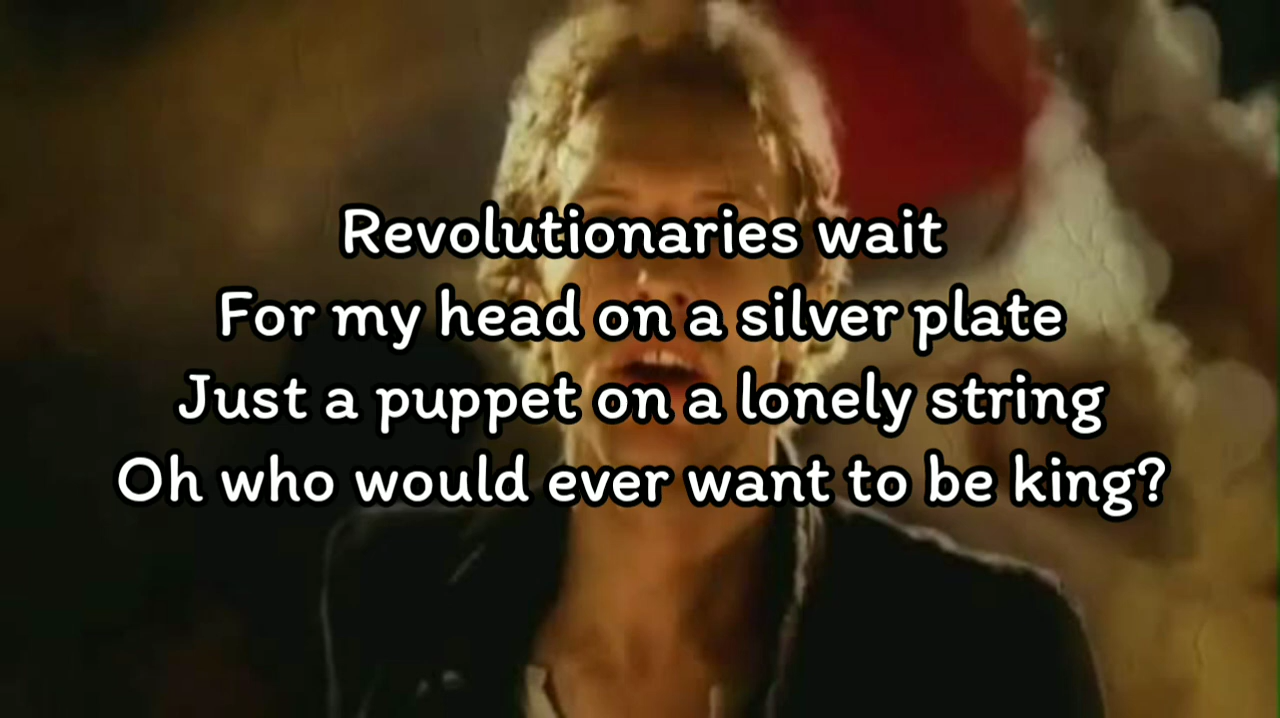 Revolutionaries wait
For my head on a silver plate
Just a puppet on a lonely string
Oh who would ever want to be king?